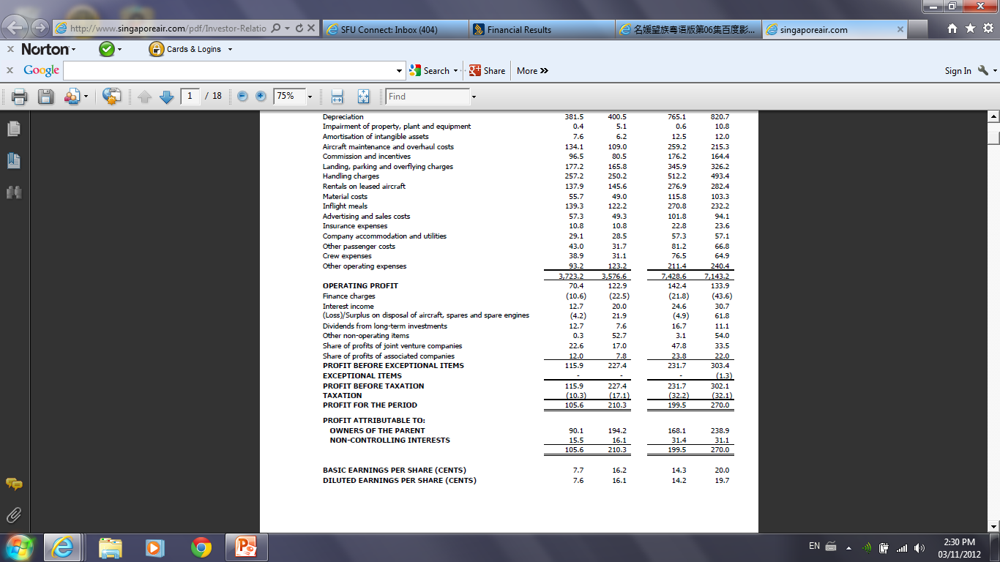 http://www.singaporeair.com/pdf/Investor-Relatio
SFU Connect: Inbox (404)
Financial Results
名媛望族粤语版第06集百度影...
singaporeair.com
x Norton
Cards & Logins
x Google
Search
Share
More »
Sign In
1 / 18
75%
Find
Depreciation 381.5 400.5 765.1 820.7
Impairment of property, plant and equipment 0.4 5.1 0.6 10.8
Amortisation of intangible assets 7.6 6.2 12.5 12.0
Aircraft maintenance and overhaul costs 134.1 109.0 259.2 215.3
Commission and incentives 96.5 80.5 176.2 164.4
Landing, parking and overflying charges 177.2 165.8 345.9 326.2
Handling charges 257.2 250.2 512.2 493.4
Rentals on leased aircraft 137.9 145.6 276.9 282.4
Material costs 55.7 49.0 115.8 103.3
Inflight meals 139.3 122.2 270.8 232.2
Advertising and sales costs 57.3 49.3 101.8 94.1
Insurance expenses 10.8 10.8 22.8 23.6
Company accommodation and utilities 29.1 28.5 57.3 57.1
Other passenger costs 43.0 31.7 81.2 66.8
Crew expenses 38.9 31.1 76.5 64.9
Other operating expenses 93.2 123.2 211.4 240.4
3,723.2 3,576.6 7,428.6 7,143.2
OPERATING PROFIT 70.4 122.9 142.4 133.9
Finance charges (10.6) (22.5) (21.8) (43.6)
Interest income 12.7 20.0 24.6 30.7
(Loss)/Surplus on disposal of aircraft, spares and spare engines (4.2) 21.9 (4.9) 61.8
Dividends from long-term investments 12.7 7.6 16.7 11.1
Other non-operating items 0.3 52.7 3.1 54.0
Share of profits of joint venture companies 22.6 17.0 47.8 33.5
Share of profits of associated companies 12.0 7.8 23.8 22.0
PROFIT BEFORE EXCEPTIONAL ITEMS 115.9 227.4 231.7 303.4
EXCEPTIONAL ITEMS - - - (1.3)
PROFIT BEFORE TAXATION 115.9 227.4 231.7 302.1
TAXATION (10.3) (17.1) (32.2) (32.1)
PROFIT FOR THE PERIOD 105.6 210.3 199.5 270.0
PROFIT ATTRIBUTABLE TO:
OWNERS OF THE PARENT 90.1 194.2 168.1 238.9
NON-CONTROLLING INTERESTS 15.5 16.1 31.4 31.1
105.6 210.3 199.5 270.0
BASIC EARNINGS PER SHARE (CENTS) 7.7 16.2 14.3 20.0
DILUTED EARNINGS PER SHARE (CENTS) 7.6 16.1 14.2 19.7
EN
2:30 PM
03/11/2012